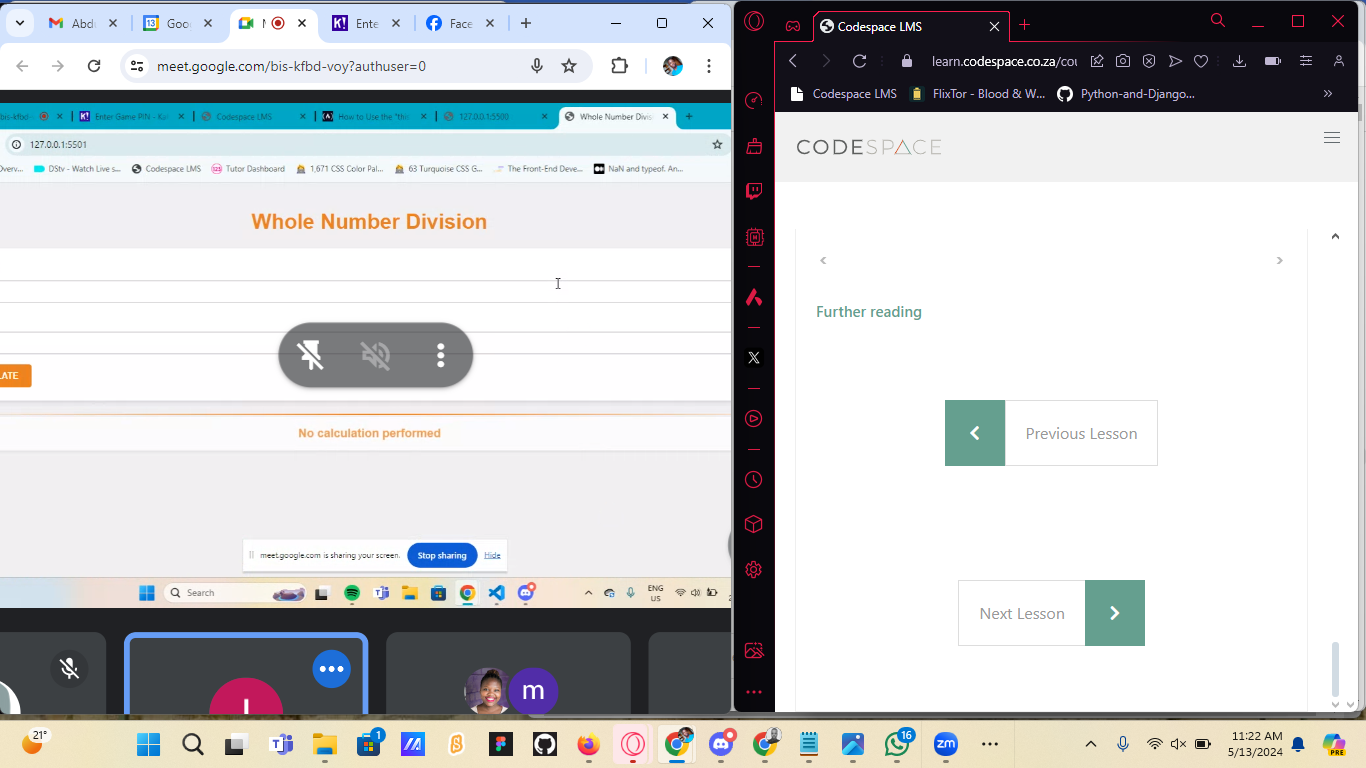 Abd
Goo
Ente
Face
meet.google.com/bis-kfbd-voy?authuser=0
bis-kfbd-
Enter Game PIN - Ka
Codespace LMS
How to Use the "this
127.0.0.1:5500
Whole Number Divis
127.0.0.1:5501
Overv...
DStv - Watch Live s...
Codespace LMS
Tutor Dashboard
1,671 CSS Color Pal...
63 Turquoise CSS G...
The Front-End Deve...
NaN and typeof. An...
Whole Number Division
LATE
No calculation performed
meet.google.com is sharing your screen.
Stop sharing
Hide
Search
ENG
US
m
Codespace LMS
learn.codespace.co.za/cou
Codespace LMS
FlixTor - Blood & W...
Python-and-Django...
»
CODESPACE
Further reading
Previous Lesson
Next Lesson
21°
1
16
zm
11:22 AM
5/13/2024
PRE